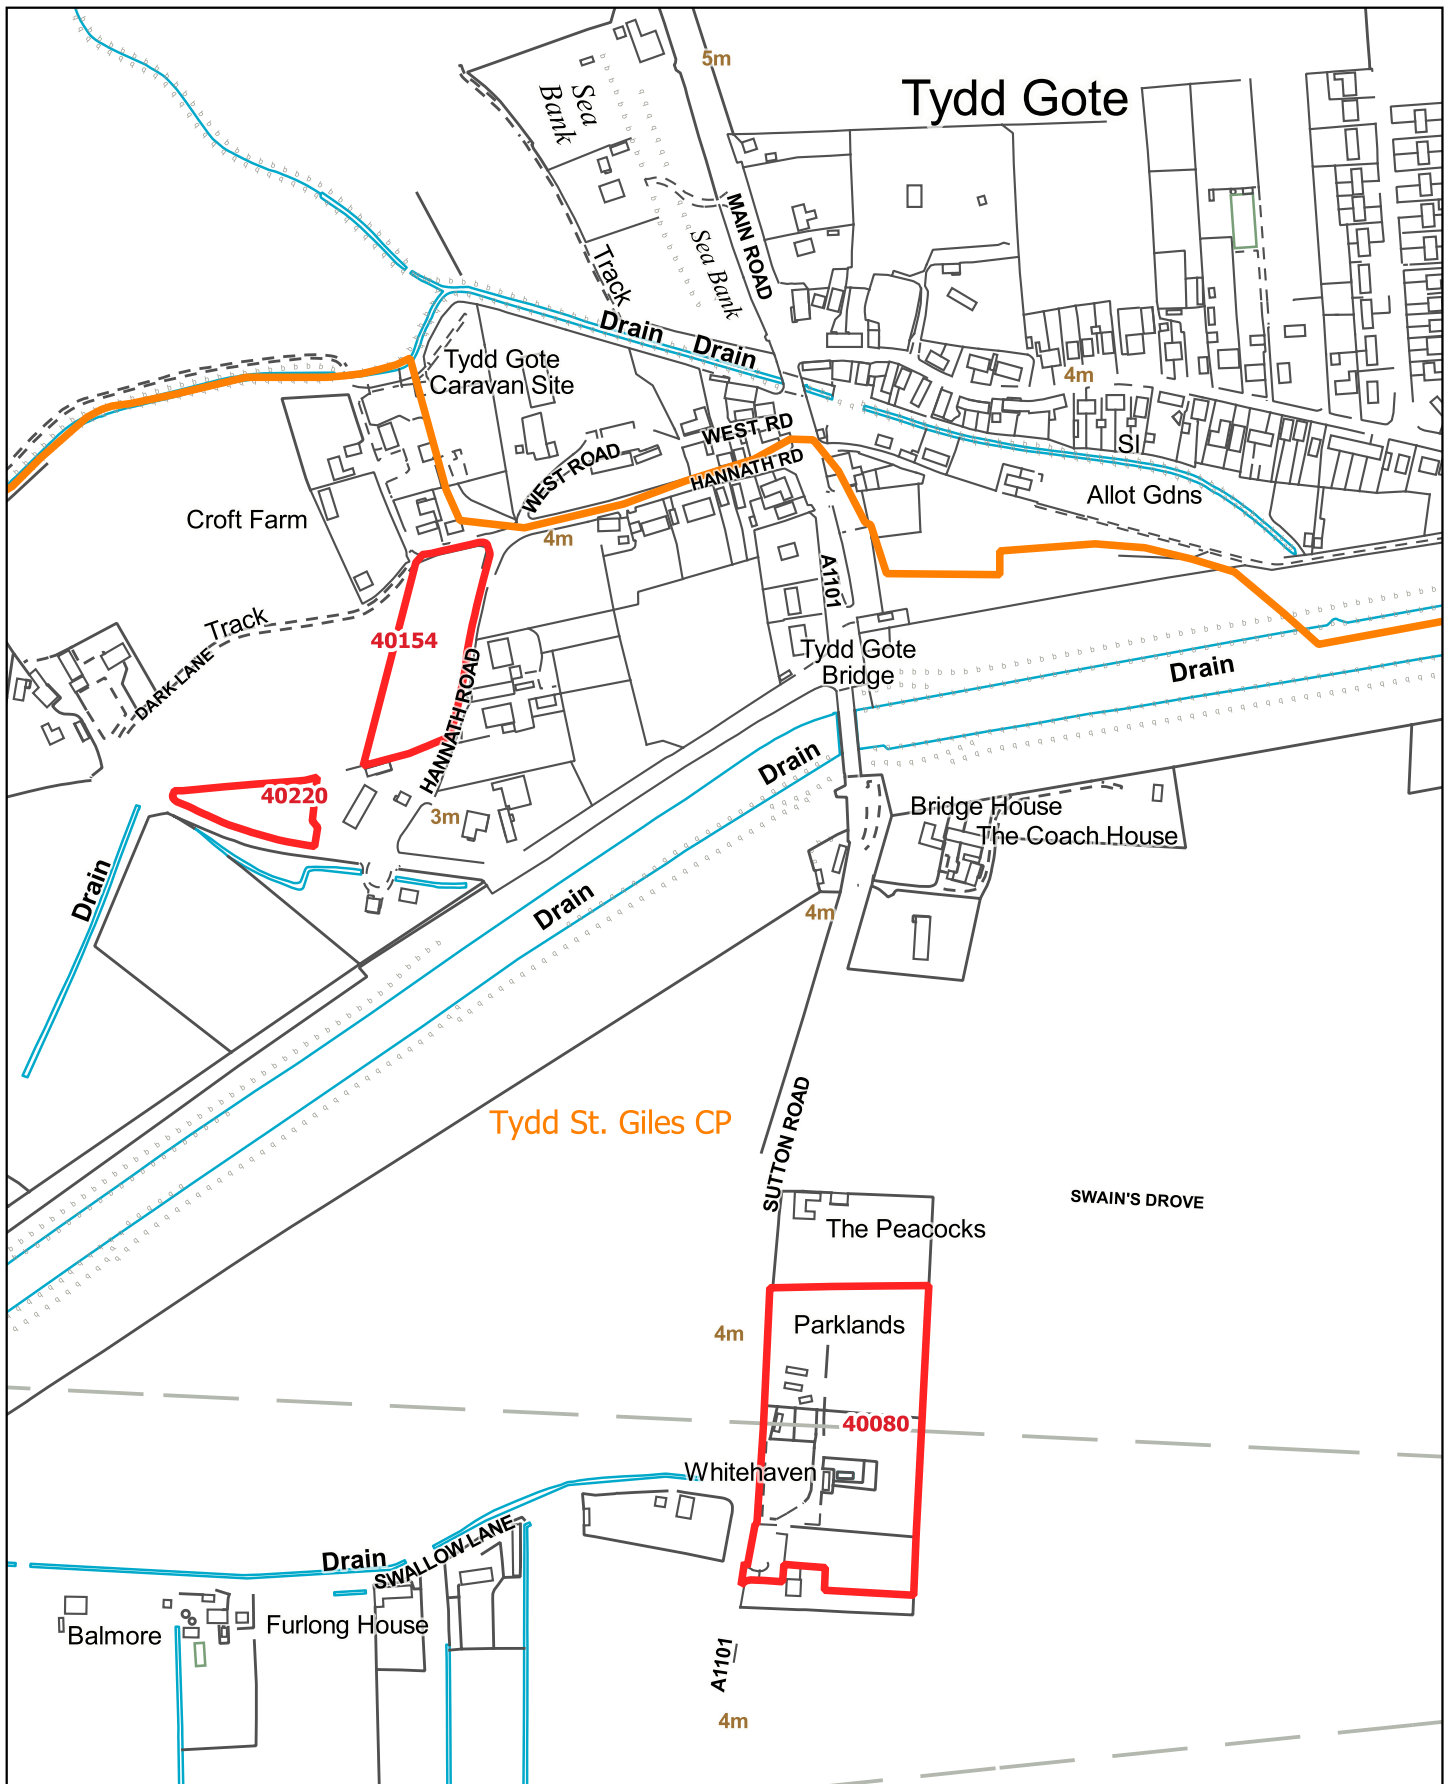 5m
Tydd Gote
Sea
Bank
MAIN ROAD
Sea Bank
Track
Drain
Drain
Tydd Gote
Caravan Site
4m
WEST RD
SI
HANNATH RD
WEST ROAD
Allot Gdns
Croft Farm
4m
A1101
Track
40154
Tydd Gote
Bridge
Drain
DARK LANE
HANNATH ROAD
Drain
40220
Bridge House
3m
The Coach House
Drain
Drain
4m
Tydd St. Giles CP
SUTTON ROAD
SWAIN'S DROVE
The Peacocks
Parklands
4m
40080
Whitehaven
Drain
SWALLOW LANE
Furlong House
Balmore
A1101
4m